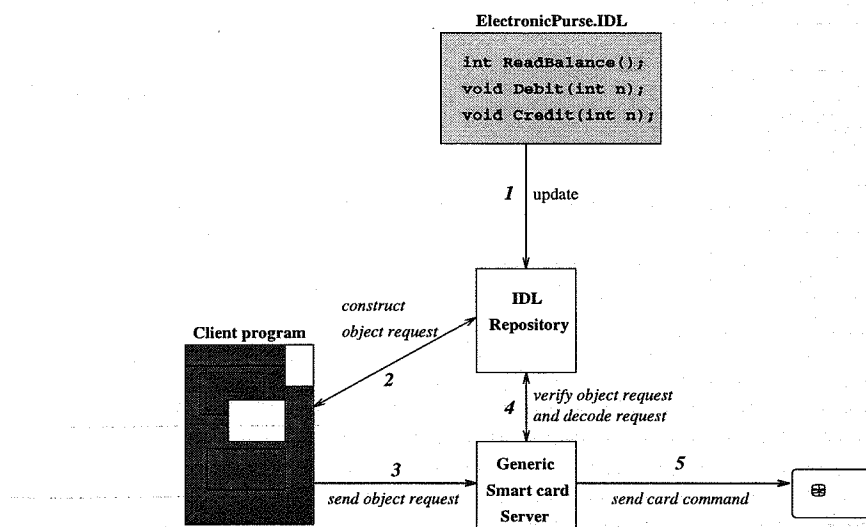 ElectronicPurse.IDL
int ReadBalance();
void Debit(int n);
void Credit(int n);
1 update
IDL
Repository
construct
object request
Client program
2
4
verify object request
and decode request
3
send object request
Generic
Smart card
Server
5
send card command